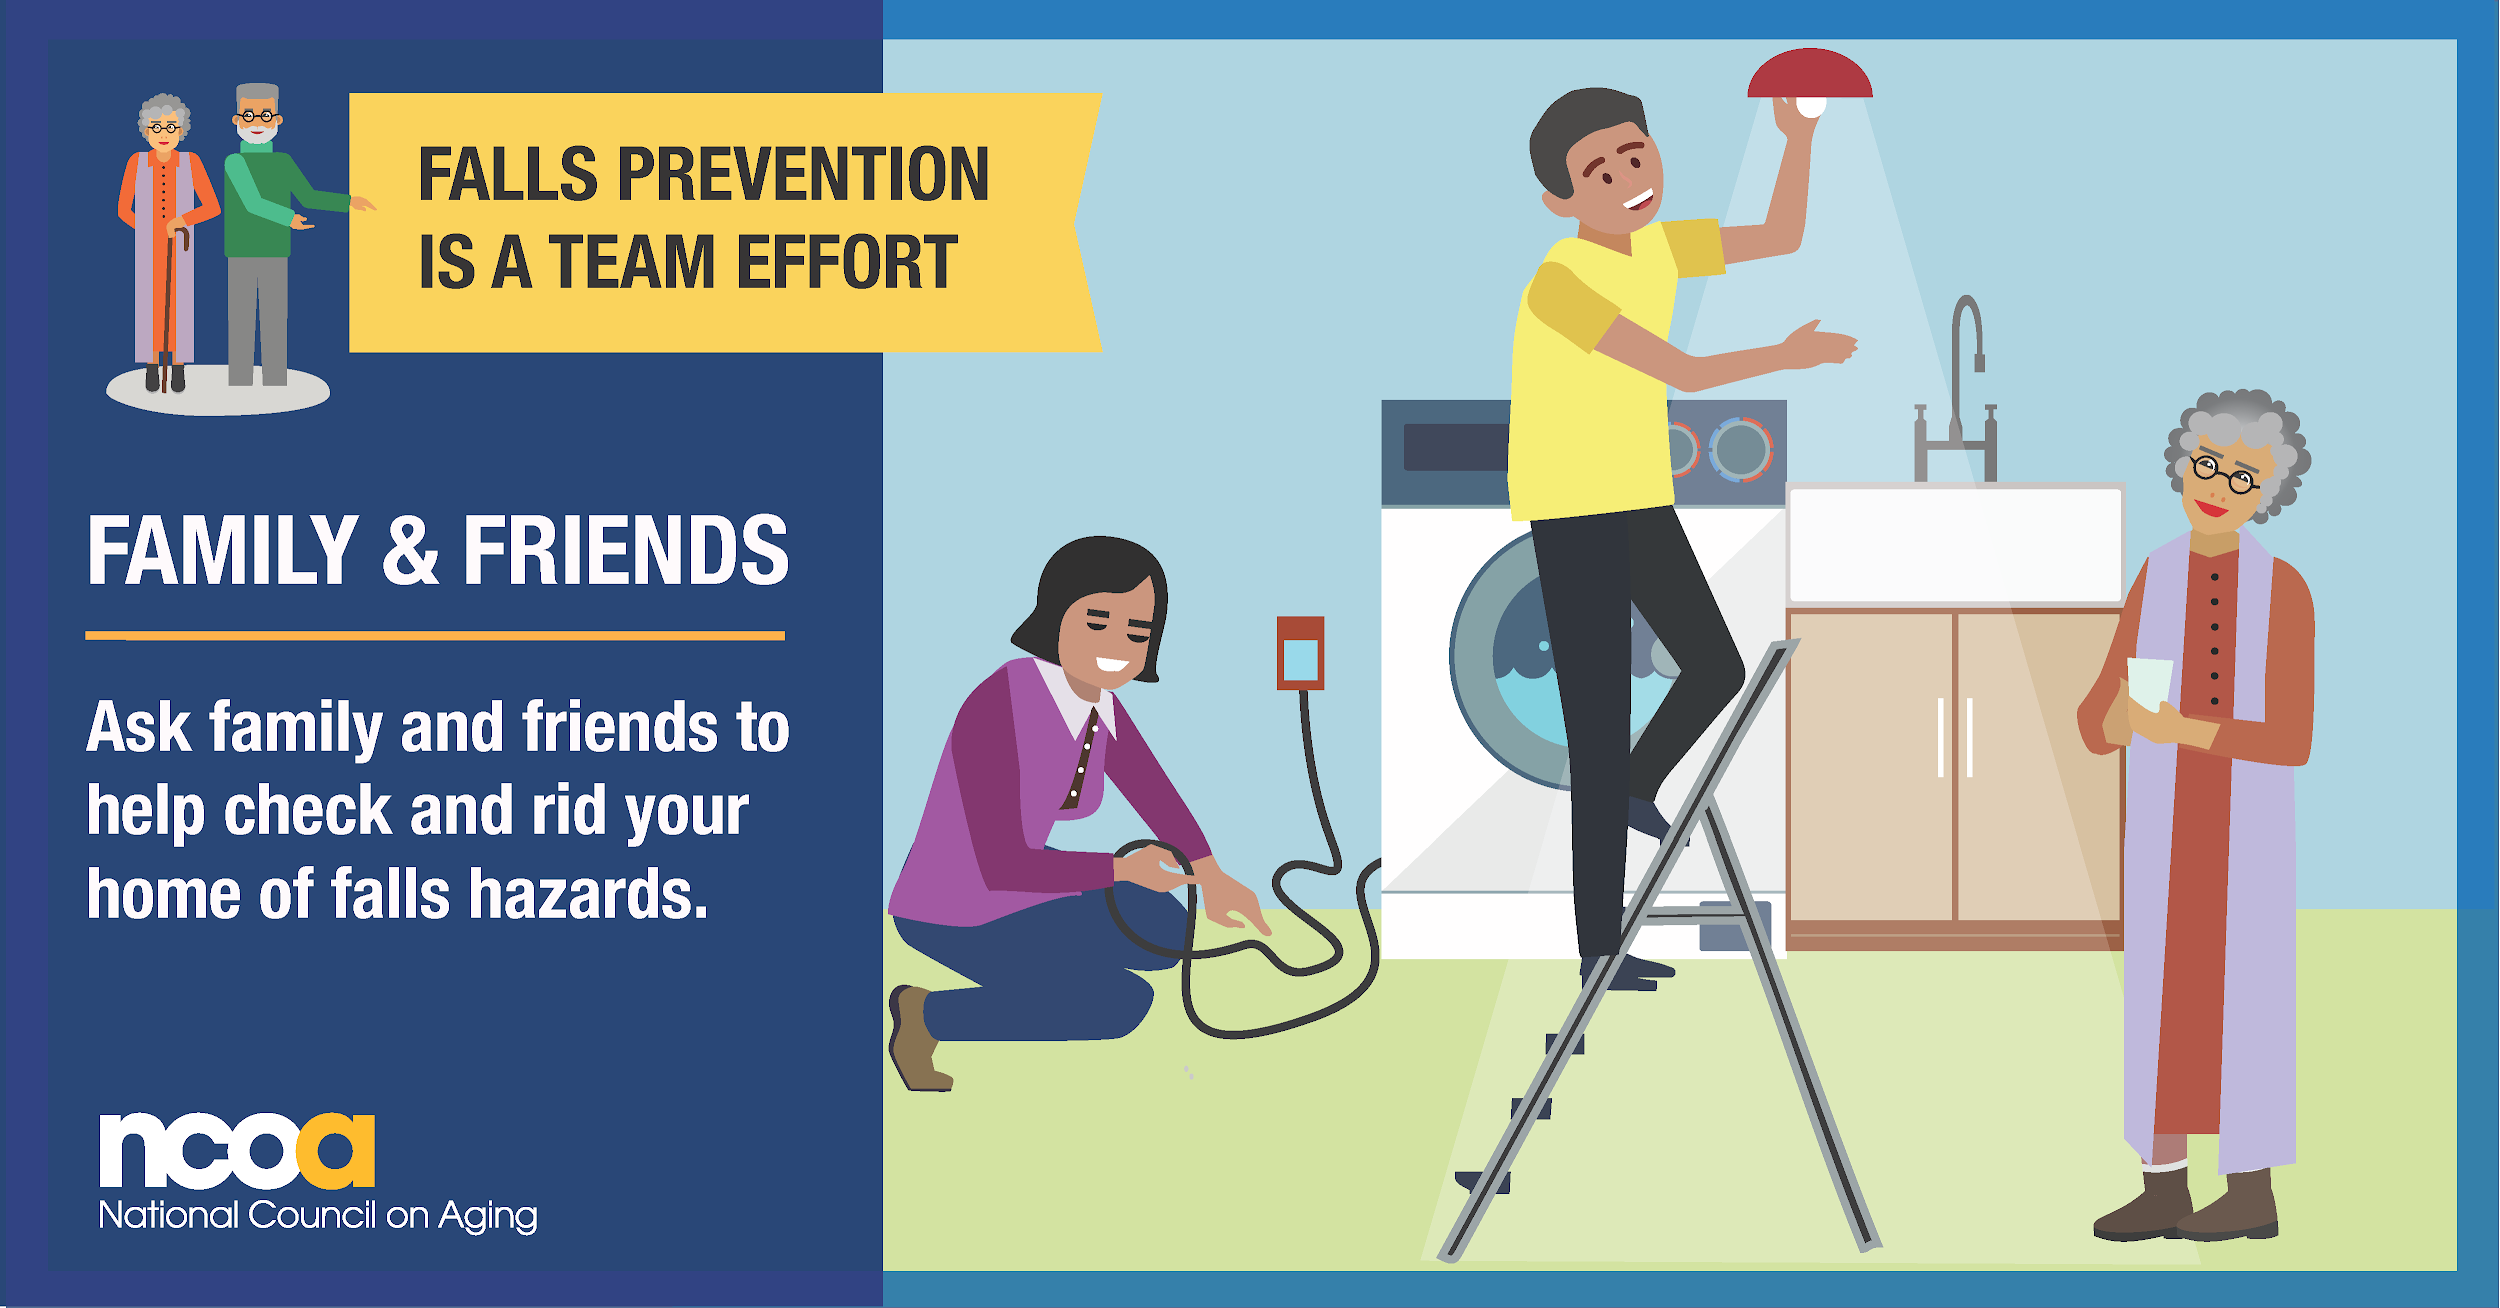 FALLS PREVENTION
IS A TEAM EFFORT
FAMILY & FRIENDS
Ask family and friends to
help check and rid your
home of falls hazards.
ncoa
National Council on Aging